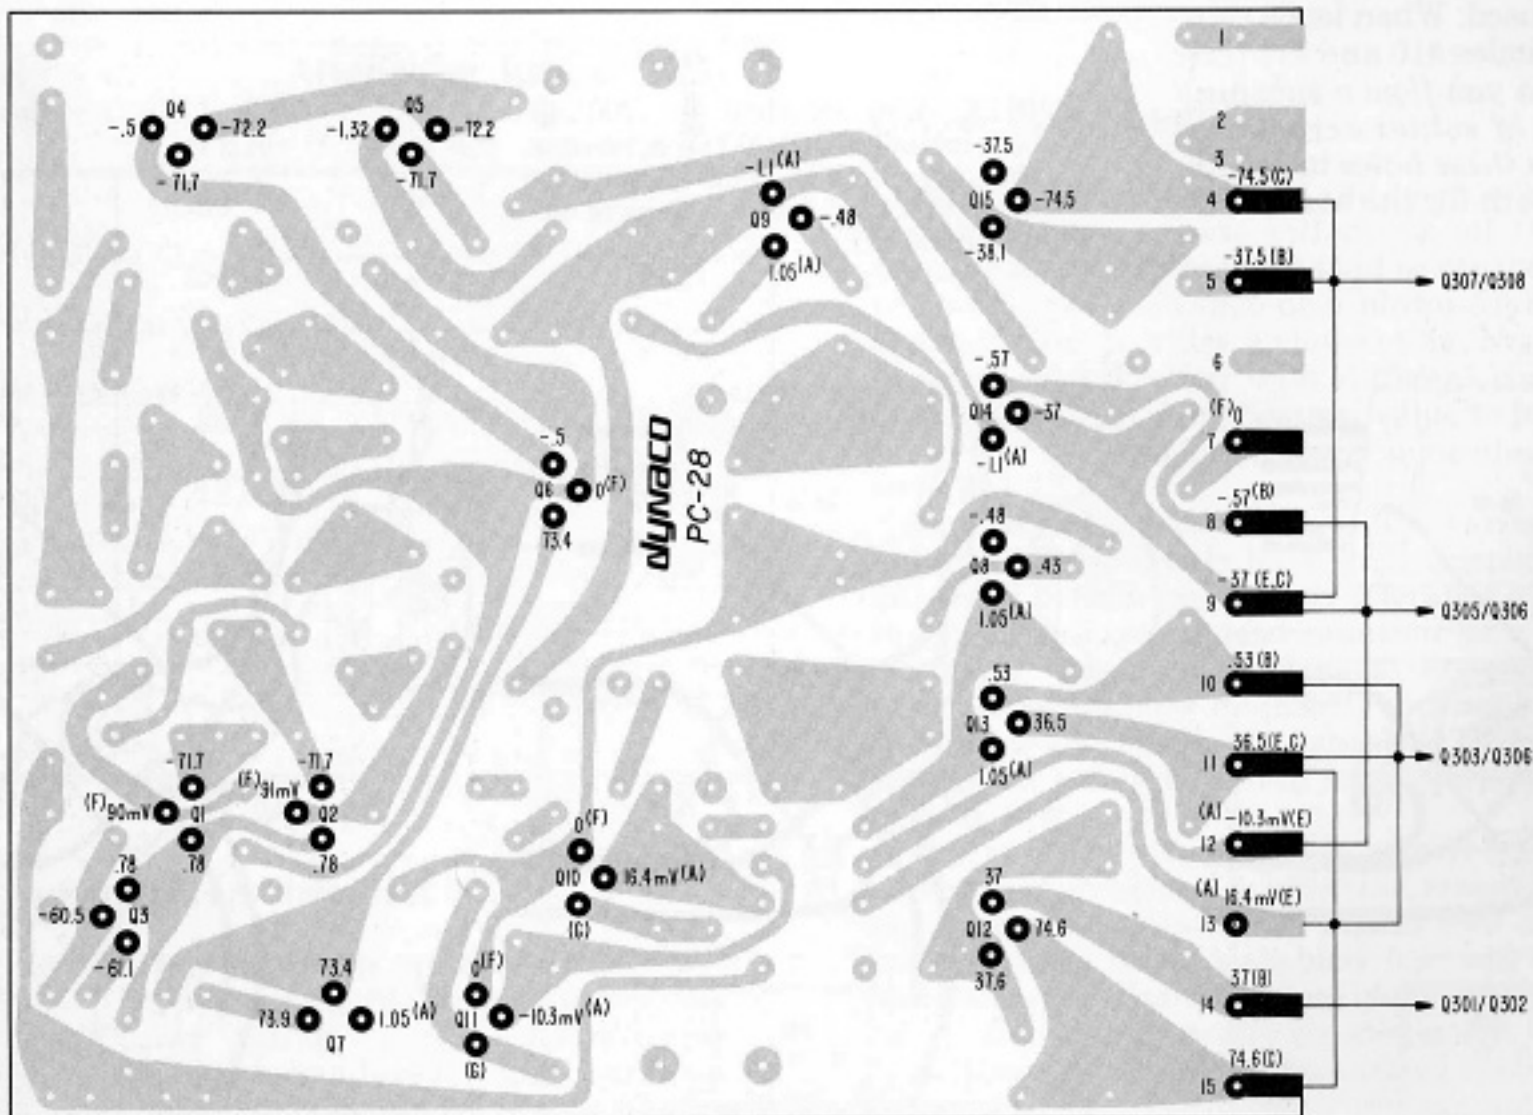 1
Q4
Q5
-.5
-72.2
-1.32
-72.2
-71.7
-71.7
2
3
-1.1(A)
Q9
-.48
1.05(A)
-37.5
Q15
-74.5
-38.1
-74.5(C)
4
-37.5(B)
5
Q307/Q308
6
-.57
Q14
-37
-1.1(A)
(F)0
7
-.5
Q6
0(F)
73.4
Dynaco
PC-28
-.57(B)
8
-.48
Q8
.43
1.05(A)
-37(E,C)
9
Q305/Q306
.53
Q13
36.5
1.05(A)
.53(B)
10
36.5(E,C)
11
Q303/Q306
-71.7
(F)90mV
Q1
.78
-71.7
(F)91mV
Q2
.78
(A)-10.3mV(E)
12
0(F)
Q10
16.4mV(A)
(G)
.78
-60.5
Q3
-61.1
37
Q12
74.6
37.6
(A)16.4mV(E)
13
73.4
73.9
1.05(A)
Q7
0(F)
Q11
-10.3mV(A)
(G)
37(B)
14
Q301/Q302
74.6(C)
15